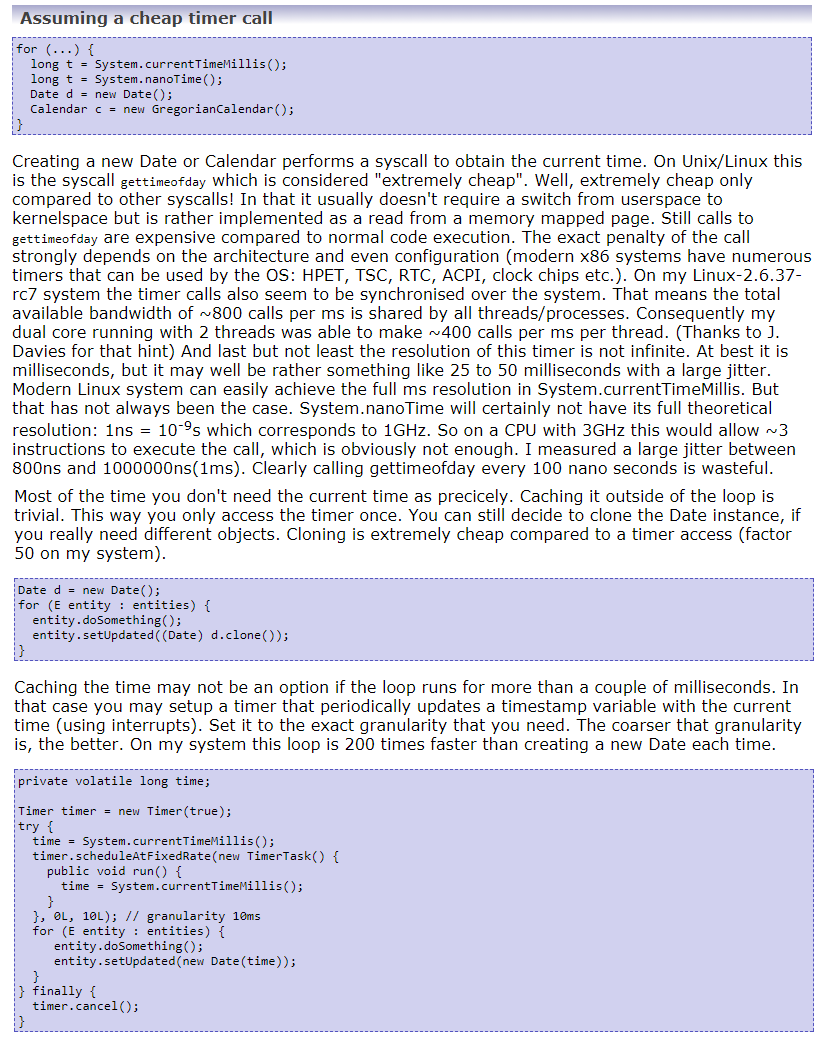 Assuming a cheap timer call
for (...) {
  long t = System.currentTimeMillis();
  long t = System.nanoTime();
  Date d = new Date();
  Calendar c = new GregorianCalendar();
}
Creating a new Date or Calendar performs a syscall to obtain the current time. On Unix/Linux this
is the syscall gettimeofday which is considered "extremely cheap". Well, extremely cheap only
compared to other syscalls! In that it usually doesn't require a switch from userspace to
kernelspace but is rather implemented as a read from a memory mapped page. Still calls to
gettimeofday are expensive compared to normal code execution. The exact penalty of the call
strongly depends on the architecture and even configuration (modern x86 systems have numerous
timers that can be used by the OS: HPET, TSC, RTC, ACPI, clock chips etc.). On my Linux-2.6.37-
rc7 system the timer calls also seem to be synchronised over the system. That means the total
available bandwidth of ~800 calls per ms is shared by all threads/processes. Consequently my
dual core running with 2 threads was able to make ~400 calls per ms per thread. (Thanks to J.
Davies for that hint) And last but not least the resolution of this timer is not infinite. At best it is
milliseconds, but it may well be rather something like 25 to 50 milliseconds with a large jitter.
Modern Linux system can easily achieve the full ms resolution in System.currentTimeMillis. But
that has not always been the case. System.nanoTime will certainly not have its full theoretical
resolution: 1ns = 10⁻⁹s which corresponds to 1GHz. So on a CPU with 3GHz this would allow ~3
instructions to execute the call, which is obviously not enough. I measured a large jitter between
800ns and 1000000ns(1ms). Clearly calling gettimeofday every 100 nano seconds is wasteful.
Most of the time you don't need the current time as precicely. Caching it outside of the loop is
trivial. This way you only access the timer once. You can still decide to clone the Date instance, if
you really need different objects. Cloning is extremely cheap compared to a timer access (factor
50 on my system).
Date d = new Date();
for (E entity : entities) {
  entity.doSomething();
  entity.setUpdated((Date) d.clone());
}
Caching the time may not be an option if the loop runs for more than a couple of milliseconds. In
that case you may setup a timer that periodically updates a timestamp variable with the current
time (using interrupts). Set it to the exact granularity that you need. The coarser that granularity
is, the better. On my system this loop is 200 times faster than creating a new Date each time.
private volatile long time;
Timer timer = new Timer(true);
try {
  time = System.currentTimeMillis();
  timer.scheduleAtFixedRate(new TimerTask() {
    public void run() {
      time = System.currentTimeMillis();
    }
  }, 0L, 10L); // granularity 10ms
  for (E entity : entities) {
     entity.doSomething();
     entity.setUpdated(new Date(time));
  }
} finally {
  timer.cancel();
}